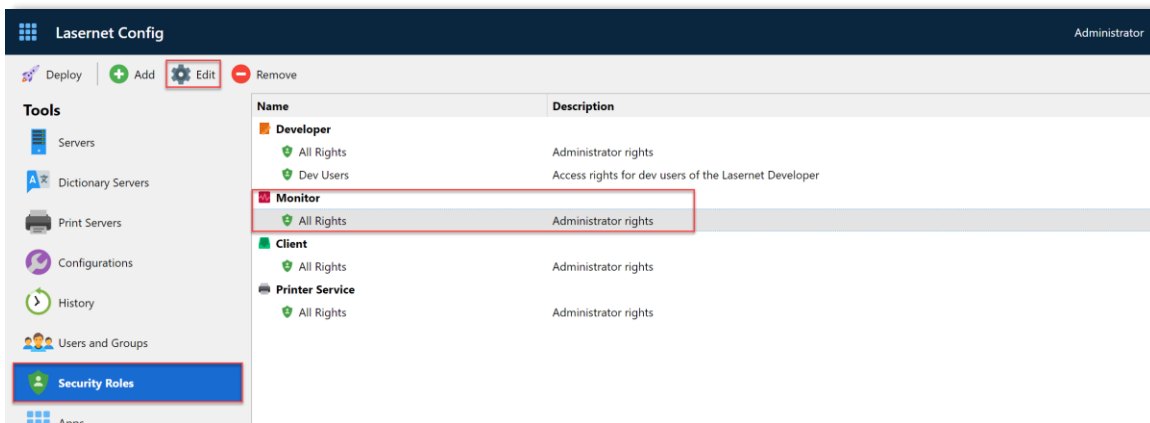 Lasernet Config
Administrator
Deploy Add Edit Remove
Tools
Servers
Dictionary Servers
Print Servers
Configurations
History
Users and Groups
Security Roles
Apps
Name Description
Developer
All Rights Administrator rights
Dev Users Access rights for dev users of the Lasernet Developer
Monitor
All Rights Administrator rights
Client
All Rights Administrator rights
Printer Service
All Rights Administrator rights